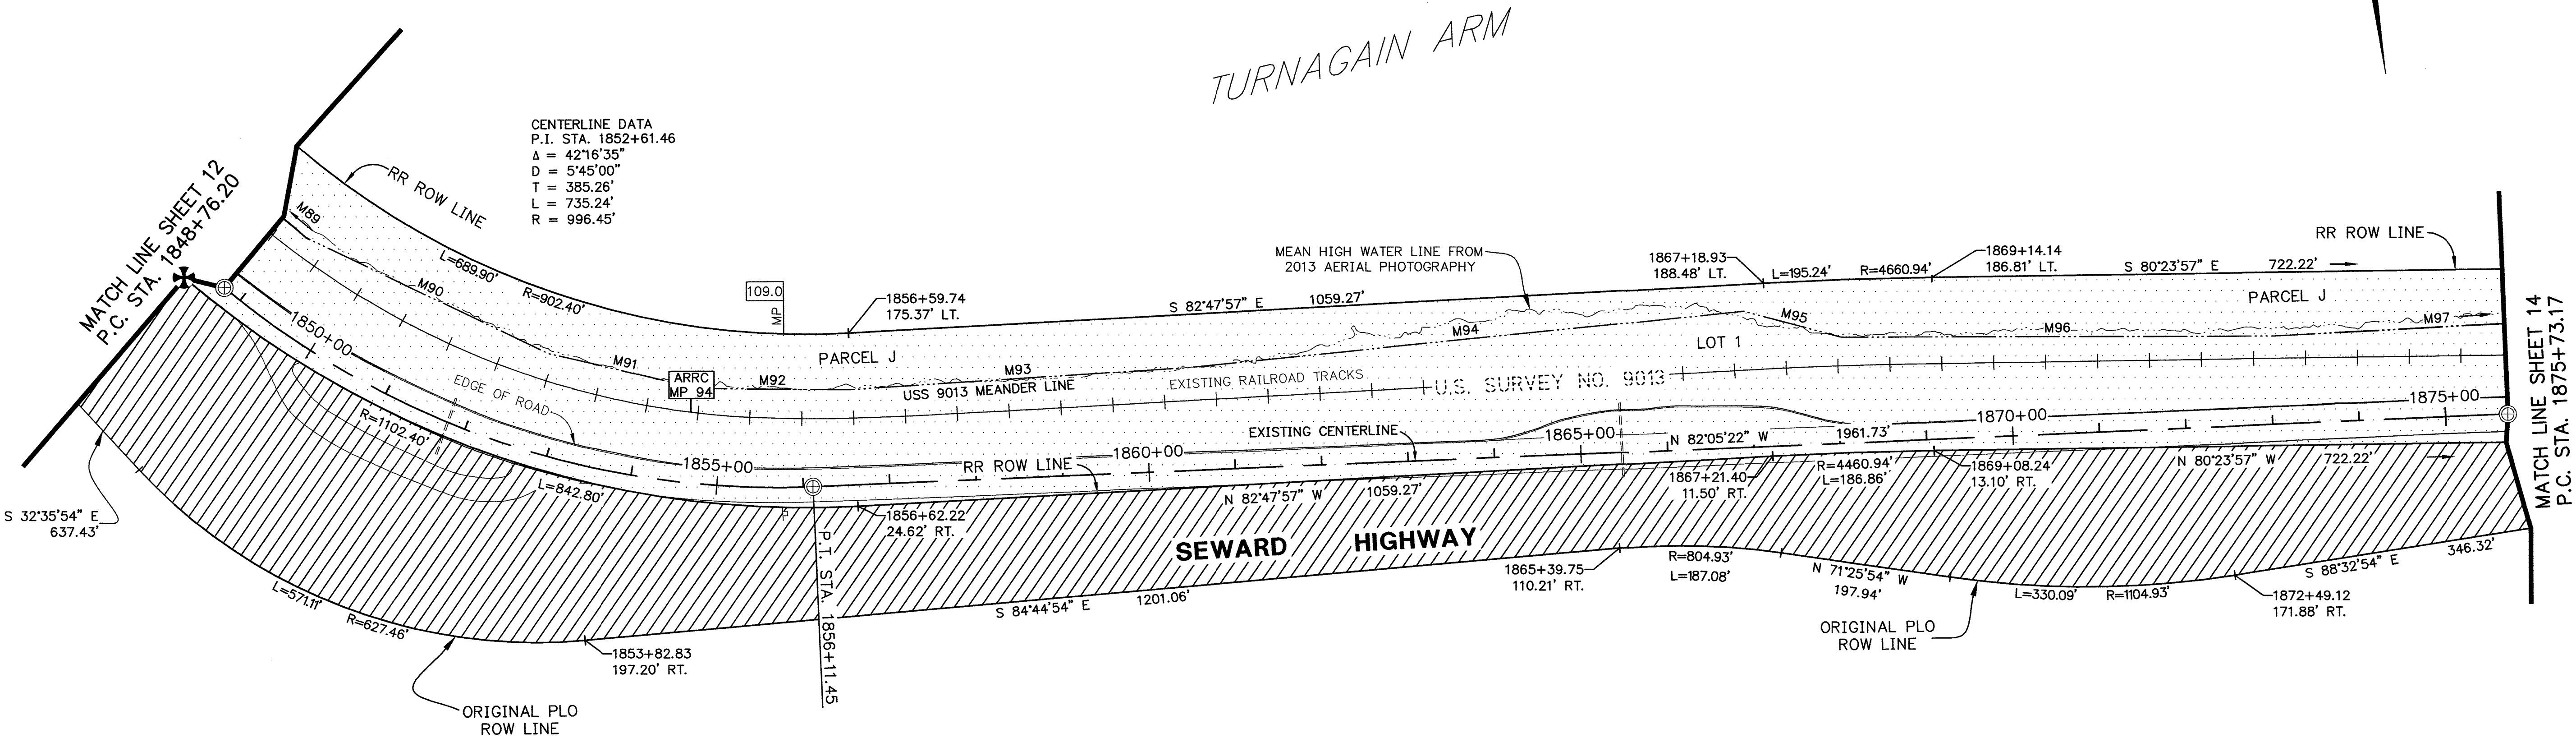 TURNAGAIN ARM
CENTERLINE DATA
P.I. STA. 1852+61.46
Δ = 42°16'35"
D = 5°45'00"
T = 385.26'
L = 735.24'
R = 996.45'
MATCH LINE SHEET 12
P.C. STA. 1848+76.20
RR ROW LINE
M89
L=689.90'
R=902.40'
M90
109.0
MP
1856+59.74
175.37' LT.
S 82°47'57" E
1059.27'
MEAN HIGH WATER LINE FROM
2013 AERIAL PHOTOGRAPHY
1867+18.93
188.48' LT.
L=195.24'
R=4660.94'
1869+14.14
186.81' LT.
S 80°23'57" E
722.22'
RR ROW LINE
PARCEL J
M91
ARRC
MP 94
M92
PARCEL J
M93
USS 9013 MEANDER LINE
EXISTING RAILROAD TRACKS
U.S. SURVEY NO. 9013
M94
M95
LOT 1
M96
M97
1850+00
EDGE OF ROAD
R=1102.40'
L=842.80'
1855+00
1860+00
RR ROW LINE
EXISTING CENTERLINE
1865+00
N 82°05'22" W
1961.73'
1870+00
1875+00
MATCH LINE SHEET 14
P.C. STA. 1875+73.17
1856+62.22
24.62' RT.
N 82°47'57" W
1059.27'
1867+21.40
11.50' RT.
R=4460.94'
L=186.86'
1869+08.24
13.10' RT.
N 80°23'57" W
722.22'
SEWARD HIGHWAY
S 32°35'54" E
637.43'
L=571.11'
R=627.46'
1853+82.83
197.20' RT.
P.T. STA. 1856+11.45
S 84°44'54" E
1201.06'
1865+39.75
110.21' RT.
R=804.93'
L=187.08'
N 71°25'54" W
197.94'
L=330.09'
R=1104.93'
1872+49.12
171.88' RT.
S 88°32'54" E
346.32'
ORIGINAL PLO
ROW LINE
ORIGINAL PLO
ROW LINE